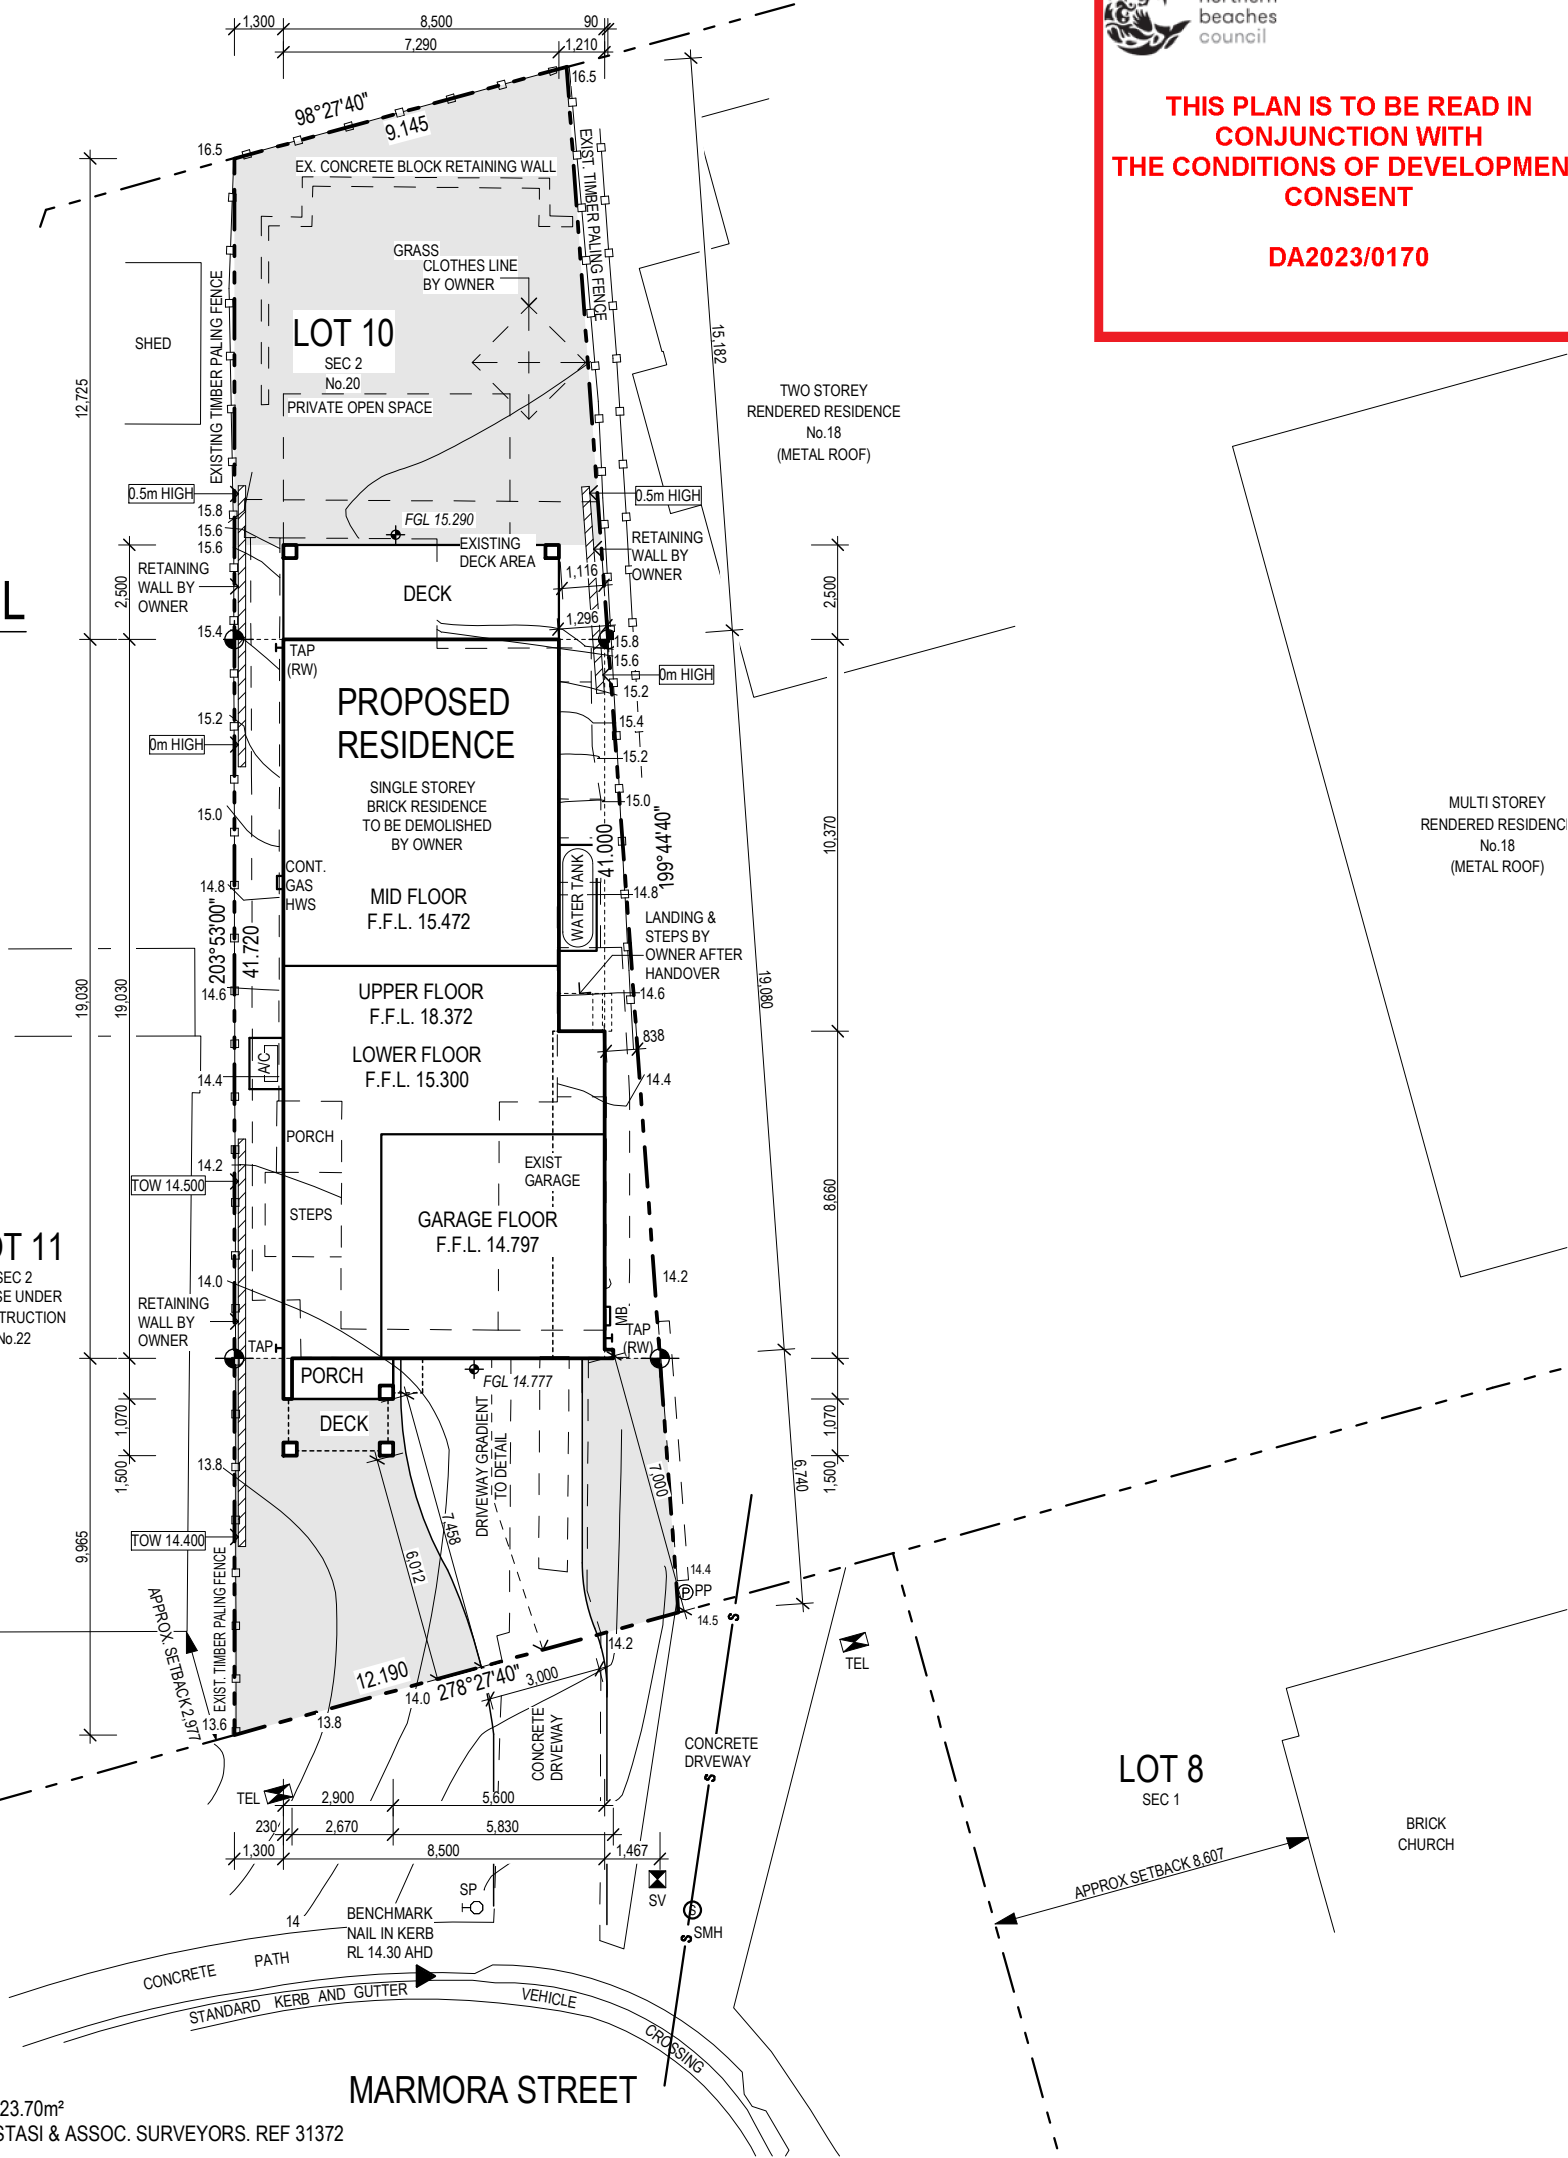 1,300
8,500
90
7,290
1,210
beaches
council
THIS PLAN IS TO BE READ IN
CONJUNCTION WITH
THE CONDITIONS OF DEVELOPMEN
CONSENT
DA2023/0170
16.5
98°27'40"
9.145
16.5
EX. CONCRETE BLOCK RETAINING WALL
EXIST. TIMBER PALING FENCE
GRASS
CLOTHES LINE
BY OWNER
EXISTING TIMBER PALING FENCE
SHED
LOT 10
SEC 2
No.20
PRIVATE OPEN SPACE
15,182
12,725
TWO STOREY
RENDERED RESIDENCE
No.18
(METAL ROOF)
0.5m HIGH
0.5m HIGH
15.8
15.6
15.6
FGL 15.290
EXISTING
DECK AREA
RETAINING
WALL BY
OWNER
RETAINING
WALL BY
OWNER
2,500
DECK
1,116
1,296
2,500
L
15.4
15.8
15.6
TAP
(RW)
0m HIGH
15.2
PROPOSED
RESIDENCE
15.2
15.4
0m HIGH
15.2
SINGLE STOREY
BRICK RESIDENCE
TO BE DEMOLISHED
BY OWNER
15.0
15.0
MULTI STOREY
RENDERED RESIDENC
No.18
(METAL ROOF)
10,370
41.000
199°44'40"
CONT.
GAS
HWS
14.8
WATER TANK
14.8
MID FLOOR
F.F.L. 15.472
203°53'00"
41.720
LANDING &
STEPS BY
OWNER AFTER
HANDOVER
19,030
19,030
19,080
14.6
14.6
UPPER FLOOR
F.F.L. 18.372
LOWER FLOOR
F.F.L. 15.300
838
A/C
14.4
14.4
PORCH
14.2
TOW 14.500
EXIST
GARAGE
8,660
STEPS
GARAGE FLOOR
F.F.L. 14.797
OT 11
SEC 2
SE UNDER
TRUCTION
No.22
14.0
14.2
RETAINING
WALL BY
OWNER
TAP
MB.
TAP
(RW)
PORCH
FGL 14.777
DECK
1,070
1,070
DRIVEWAY GRADIENT
TO DETAIL
13.8
1,500
7,000
6,740
1,500
7,458
TOW 14.400
9,965
6,012
EXIST. TIMBER PALING FENCE
APPROX. SETBACK 2,977
14.4
P
PP
14.5
S
14.2
TEL
12.190
278°27'40"
3,000
14.0
13.6
13.8
CONCRETE
DRVEWAY
CONCRETE
DRVEWAY
S
LOT 8
SEC 1
TEL
2,900
5,600
230
2,670
5,830
BRICK
CHURCH
1,300
8,500
1,467
APPROX SETBACK 8,607
SP
SV
14
BENCHMARK
NAIL IN KERB
RL 14.30 AHD
S
SMH
S
CONCRETE PATH
STANDARD KERB AND GUTTER
VEHICLE
CROSSING
MARMORA STREET
23.70m²
STASI & ASSOC. SURVEYORS. REF 31372